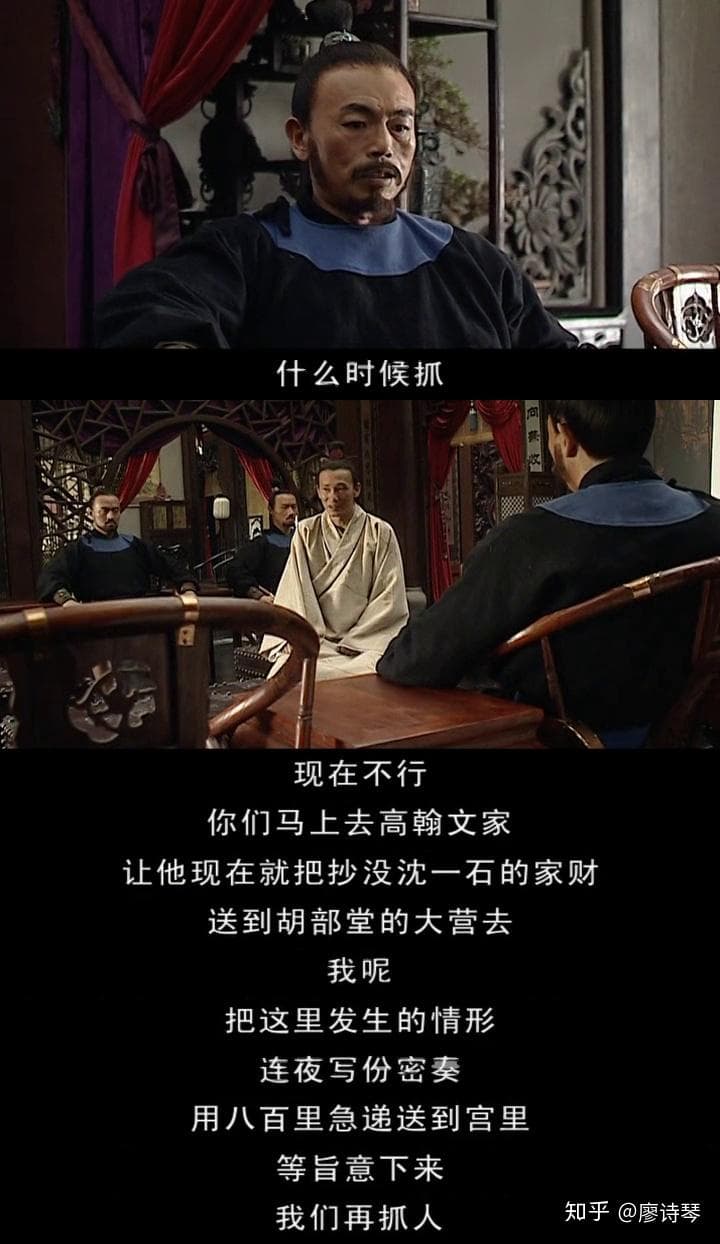 什么时候抓
向蔡收
现在不行
你们马上去高翰文家
让他现在就把抄没沈一石的家财
送到胡部堂的大营去
我呢
把这里发生的情形
连夜写份密奏
用八百里急递送到宫里
等旨意下来
我们再抓人
知乎 @廖诗琴